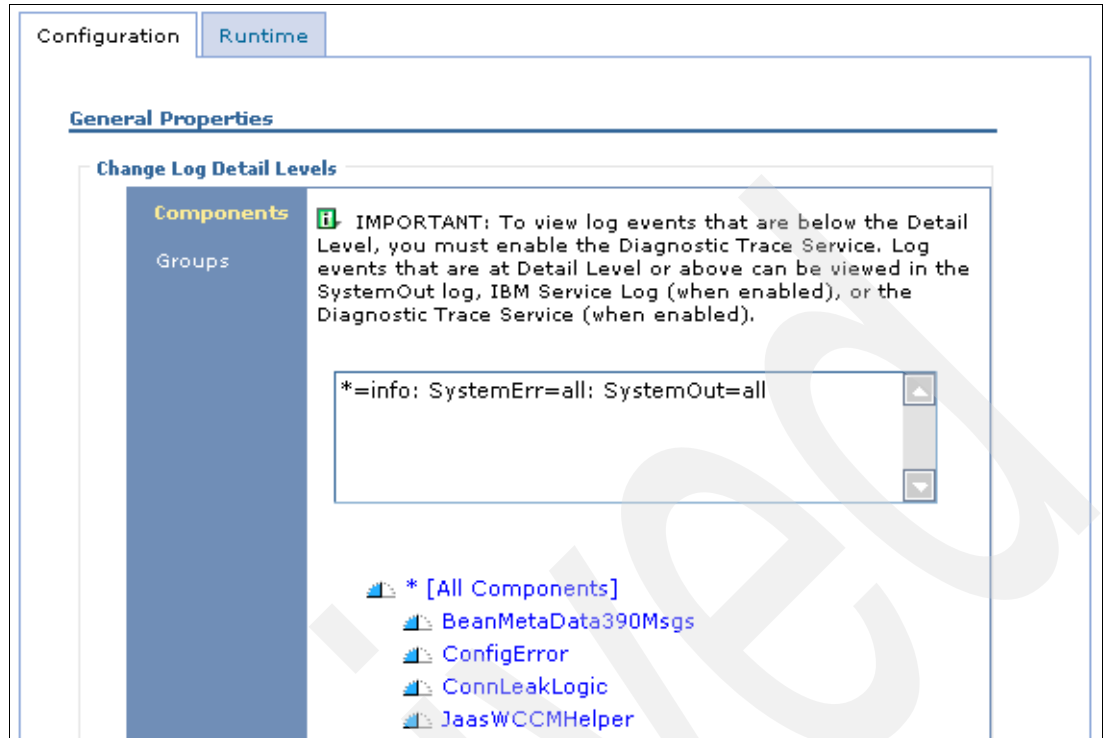 Configuration Runtime
General Properties
Change Log Detail Levels
Components
Groups
IMPORTANT: To view log events that are below the Detail
Level, you must enable the Diagnostic Trace Service. Log
events that are at Detail Level or above can be viewed in the
SystemOut log, IBM Service Log (when enabled), or the
Diagnostic Trace Service (when enabled).
*=info: SystemErr=all: SystemOut=all
* [All Components]
BeanMetaData390Msgs
ConfigError
ConnLeakLogic
JaasWCCMHelper